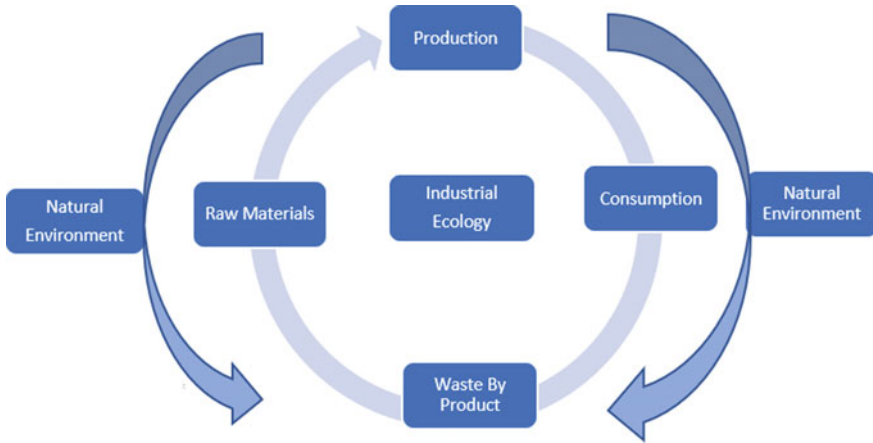 Production
Natural
Environment
Raw Materials
Industrial
Ecology
Consumption
Natural
Environment
Waste By
Product